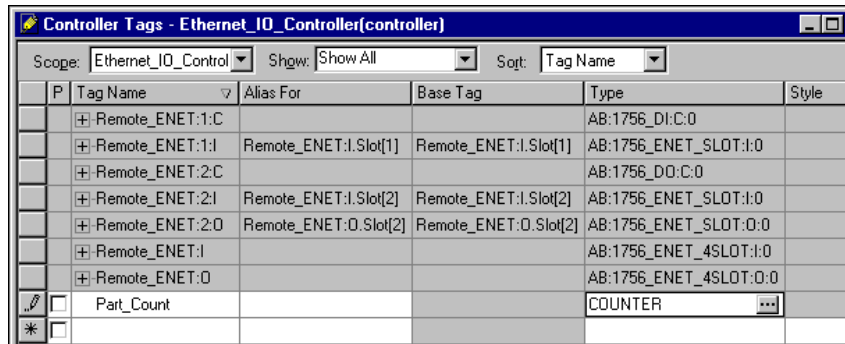 Controller Tags - Ethernet_IO_Controller(controller)
Scope: Ethernet_IO_Control Show: Show All Sort: Tag Name
P Tag Name Alias For Base Tag Type Style
Remote_ENET:1:C AB:1756_DI:C:0
Remote_ENET:1:I Remote_ENET:I.Slot[1] Remote_ENET:I.Slot[1] AB:1756_ENET_SLOT:I:0
Remote_ENET:2:C AB:1756_DO:C:0
Remote_ENET:2:I Remote_ENET:I.Slot[2] Remote_ENET:I.Slot[2] AB:1756_ENET_SLOT:I:0
Remote_ENET:2:O Remote_ENET:O.Slot[2] Remote_ENET:O.Slot[2] AB:1756_ENET_SLOT:O:0
Remote_ENET:I AB:1756_ENET_4SLOT:I:0
Remote_ENET:O AB:1756_ENET_4SLOT:O:0
Part_Count COUNTER ...